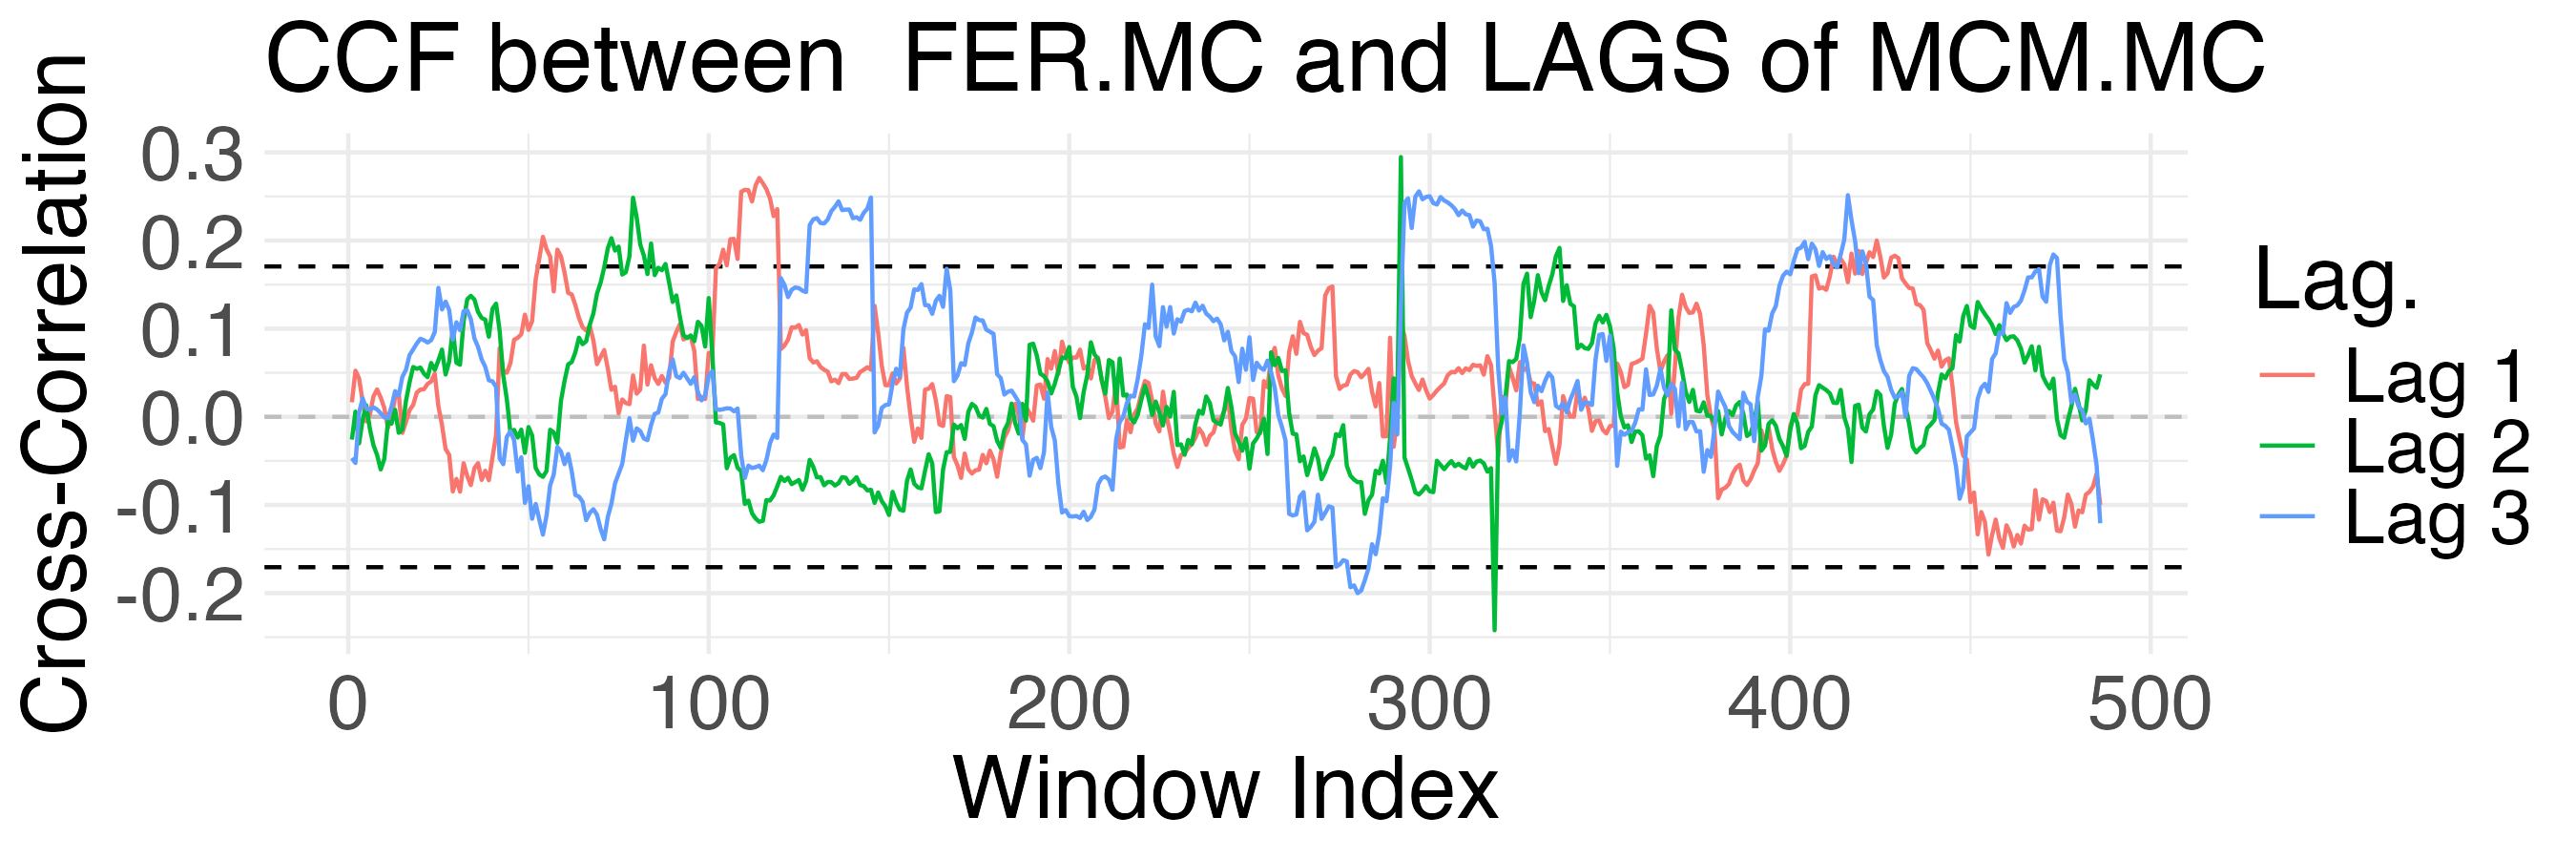 CCF between  FER.MC and LAGS of MCM.MC
Cross-Correlation
0.3
0.2
0.1
0.0
-0.1
-0.2
0 100 200 300 400 500
Window Index
Lag.
Lag 1
Lag 2
Lag 3